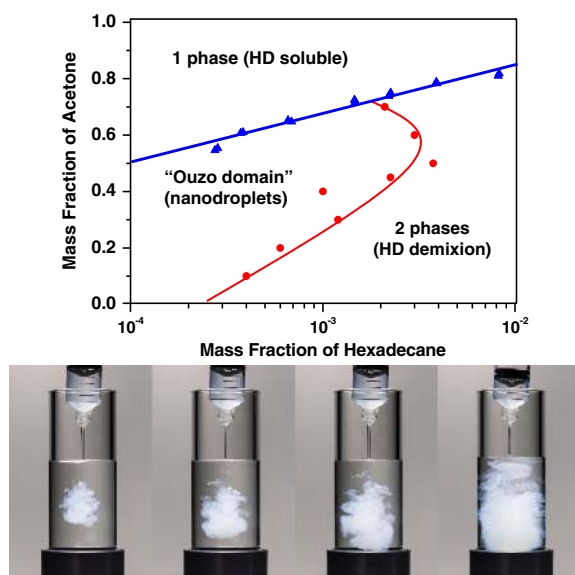 1.0
1 phase (HD soluble)
0.8
0.6
“Ouzo domain”
(nanodroplets)
0.4
2 phases
(HD demixion)
0.2
0.0
Mass Fraction of Acetone
10-4
10-3
10-2
Mass Fraction of Hexadecane